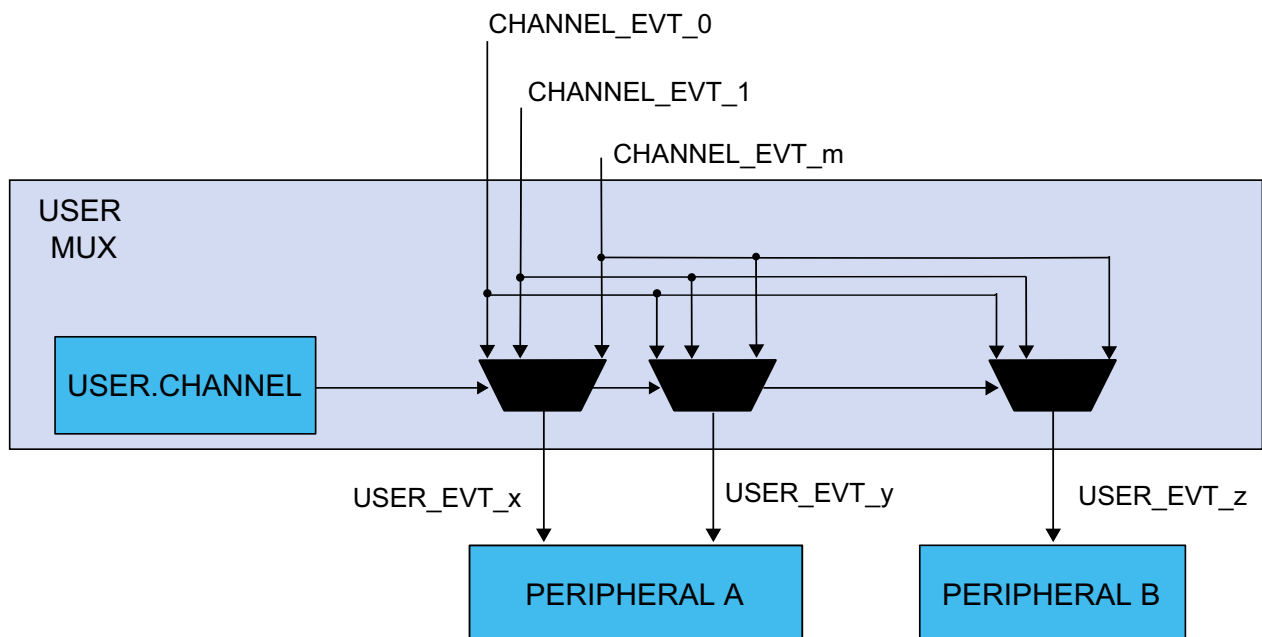 CHANNEL_EVT_0
CHANNEL_EVT_1
CHANNEL_EVT_m
USER
MUX
USER.CHANNEL
USER_EVT_x
USER_EVT_y
USER_EVT_z
PERIPHERAL A
PERIPHERAL B